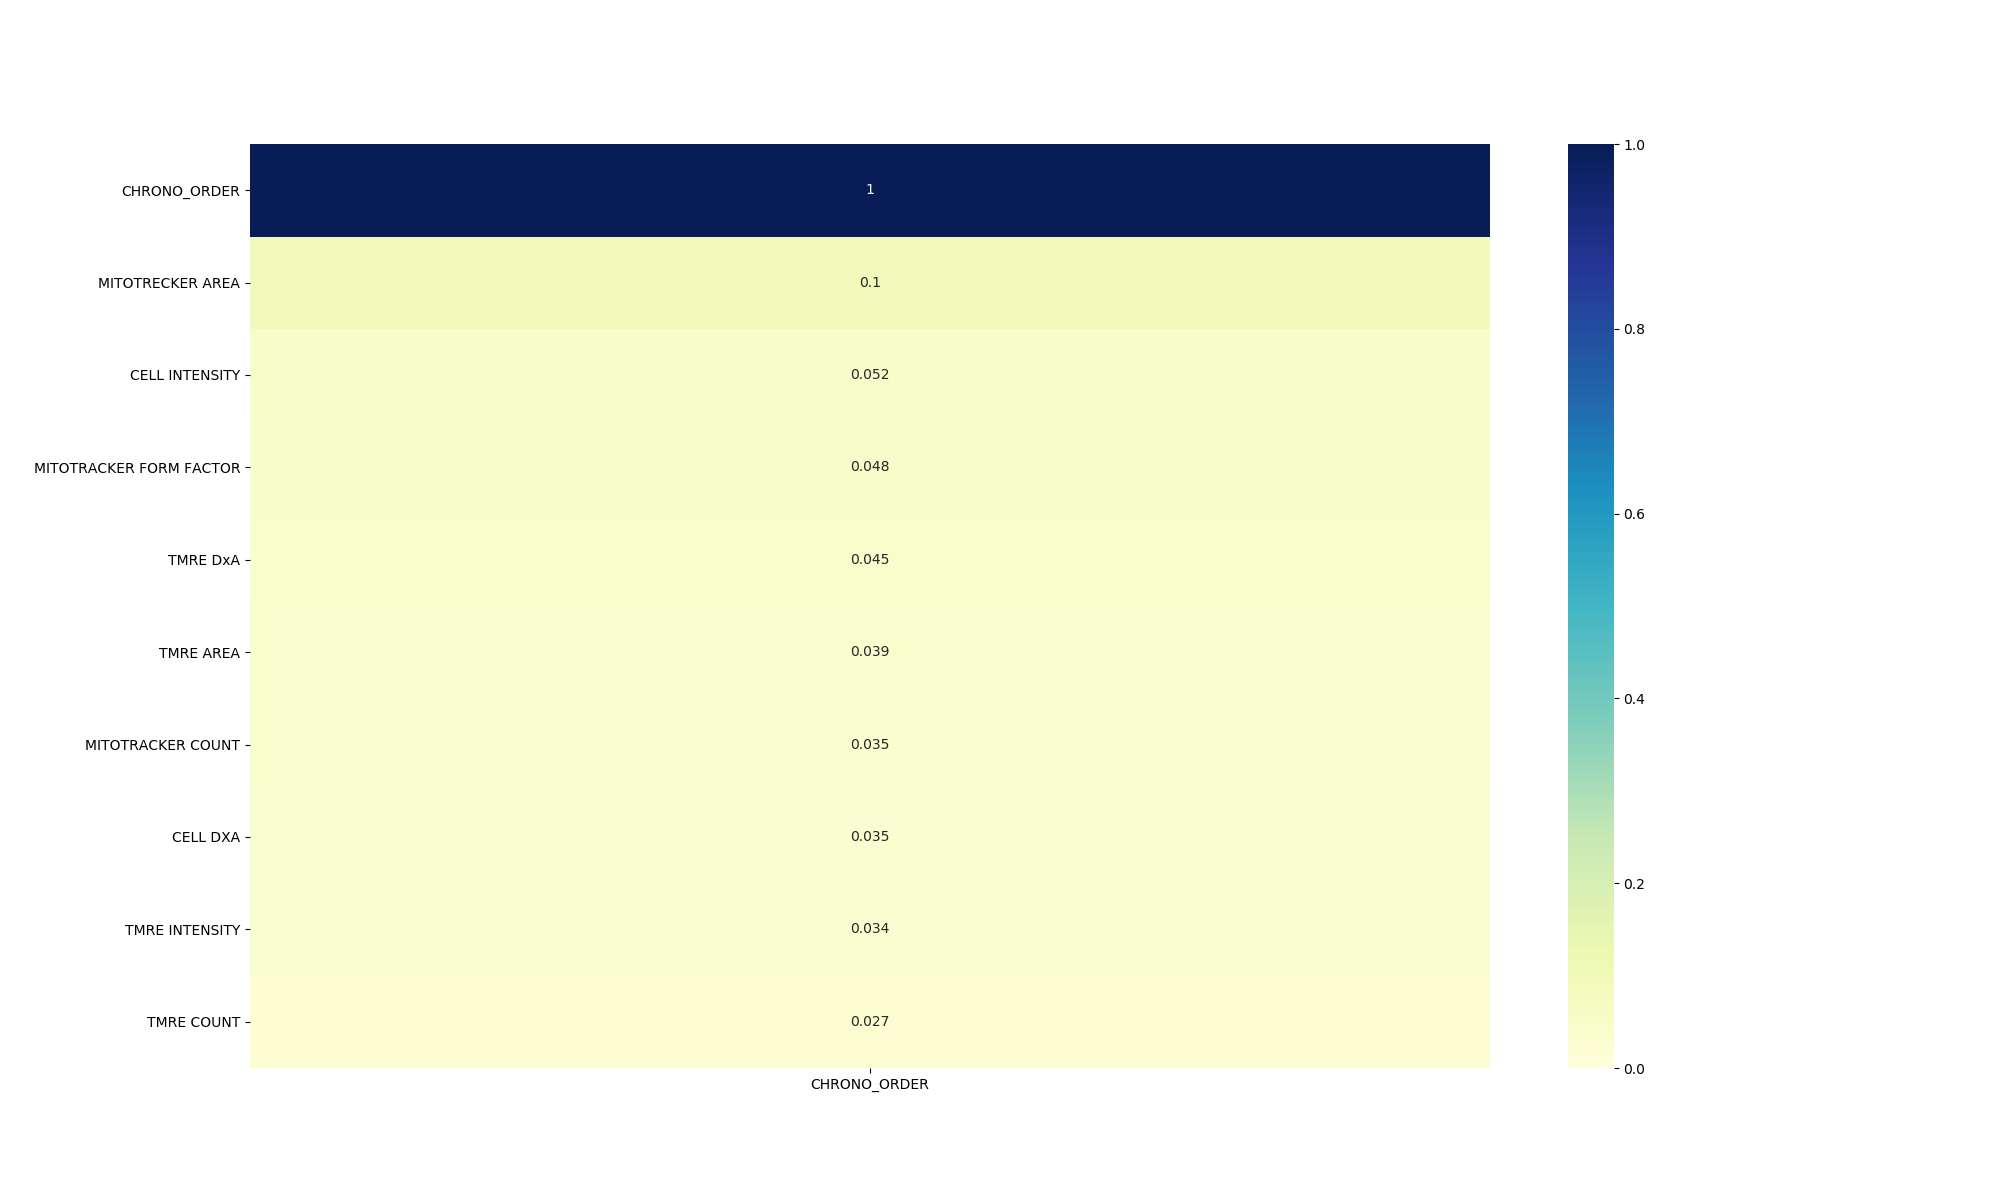 CHRONO_ORDER
1
MITOTRECKER AREA
0.1
CELL INTENSITY
0.052
MITOTRACKER FORM FACTOR
0.048
TMRE DxA
0.045
TMRE AREA
0.039
MITOTRACKER COUNT
0.035
CELL DXA
0.035
TMRE INTENSITY
0.034
TMRE COUNT
0.027
CHRONO_ORDER
1.0
0.8
0.6
0.4
0.2
0.0